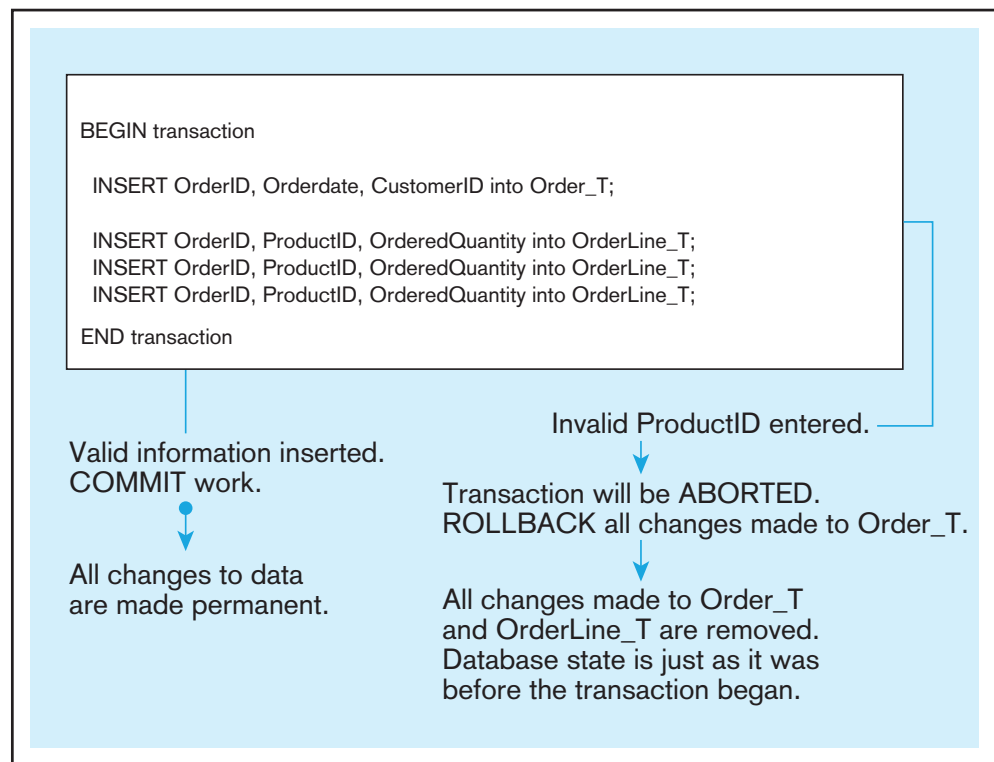 BEGIN transaction
INSERT OrderID, Orderdate, CustomerID into Order_T;
INSERT OrderID, ProductID, OrderedQuantity into OrderLine_T;
INSERT OrderID, ProductID, OrderedQuantity into OrderLine_T;
INSERT OrderID, ProductID, OrderedQuantity into OrderLine_T;
END transaction
Valid information inserted.
COMMIT work.
All changes to data
are made permanent.
Invalid ProductID entered.
Transaction will be ABORTED.
ROLLBACK all changes made to Order_T.
All changes made to Order_T
and OrderLine_T are removed.
Database state is just as it was
before the transaction began.